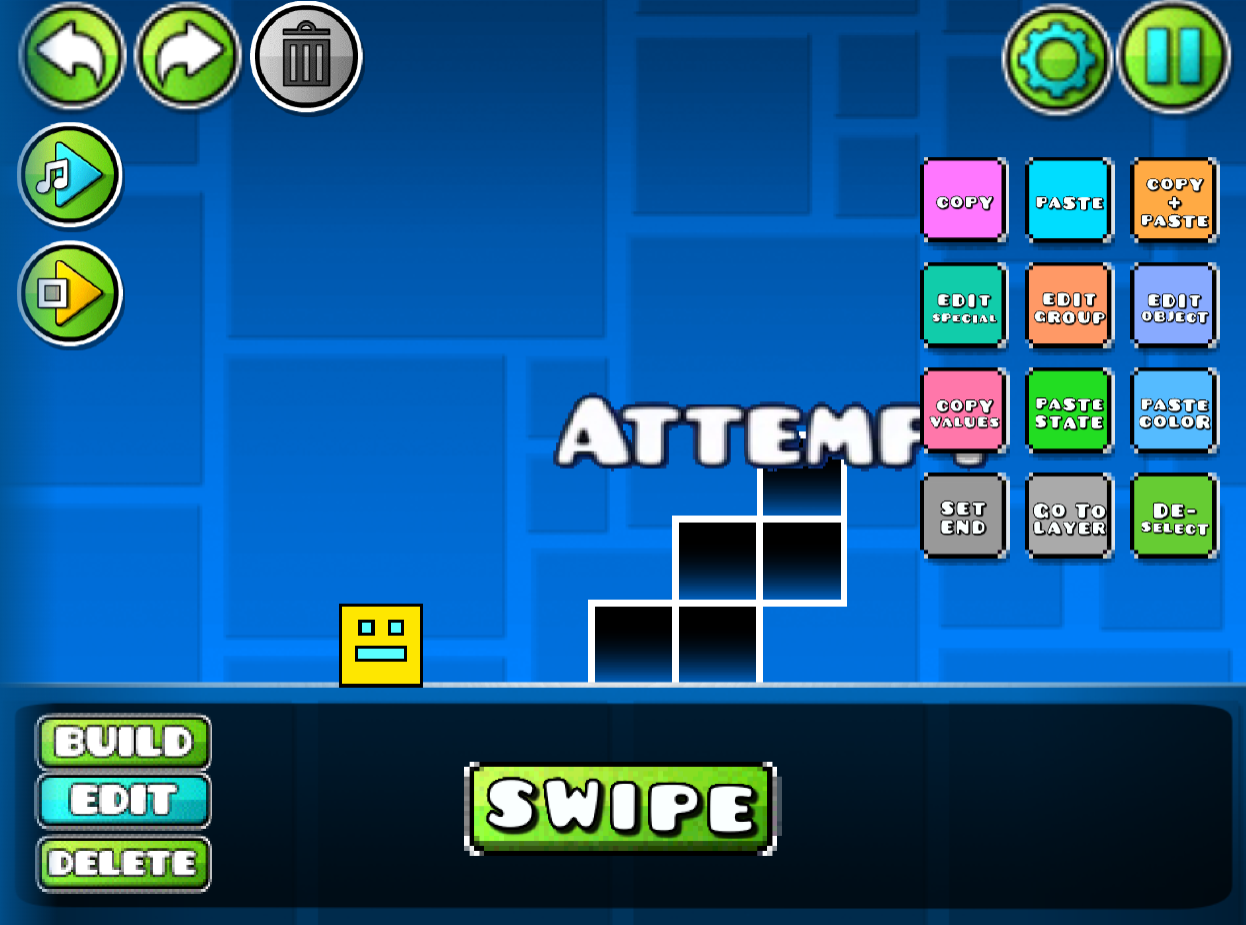 COPY
PASTE
COPY
+
PASTE
EDIT
SPECIAL
EDIT
GROUP
EDIT
OBJECT
ATTEMP
COPY
VALUES
PASTE
STATE
PASTE
COLOR
SET
END
GO TO
LAYER
DE-
SELECT
BUILD
EDIT
DELETE
SWIPE